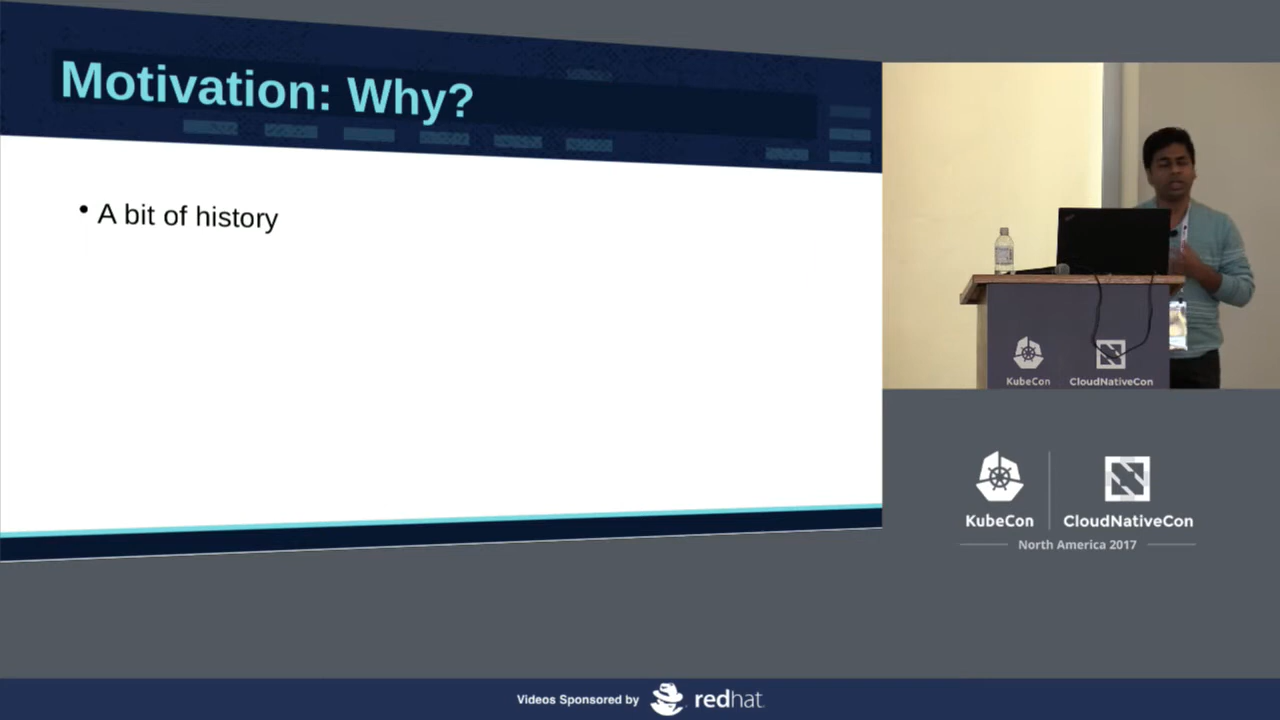 Motivation: Why?
• A bit of history
KubeCon
CloudNativeCon
KubeCon
CloudNativeCon
North America 2017
Videos Sponsored by
redhat